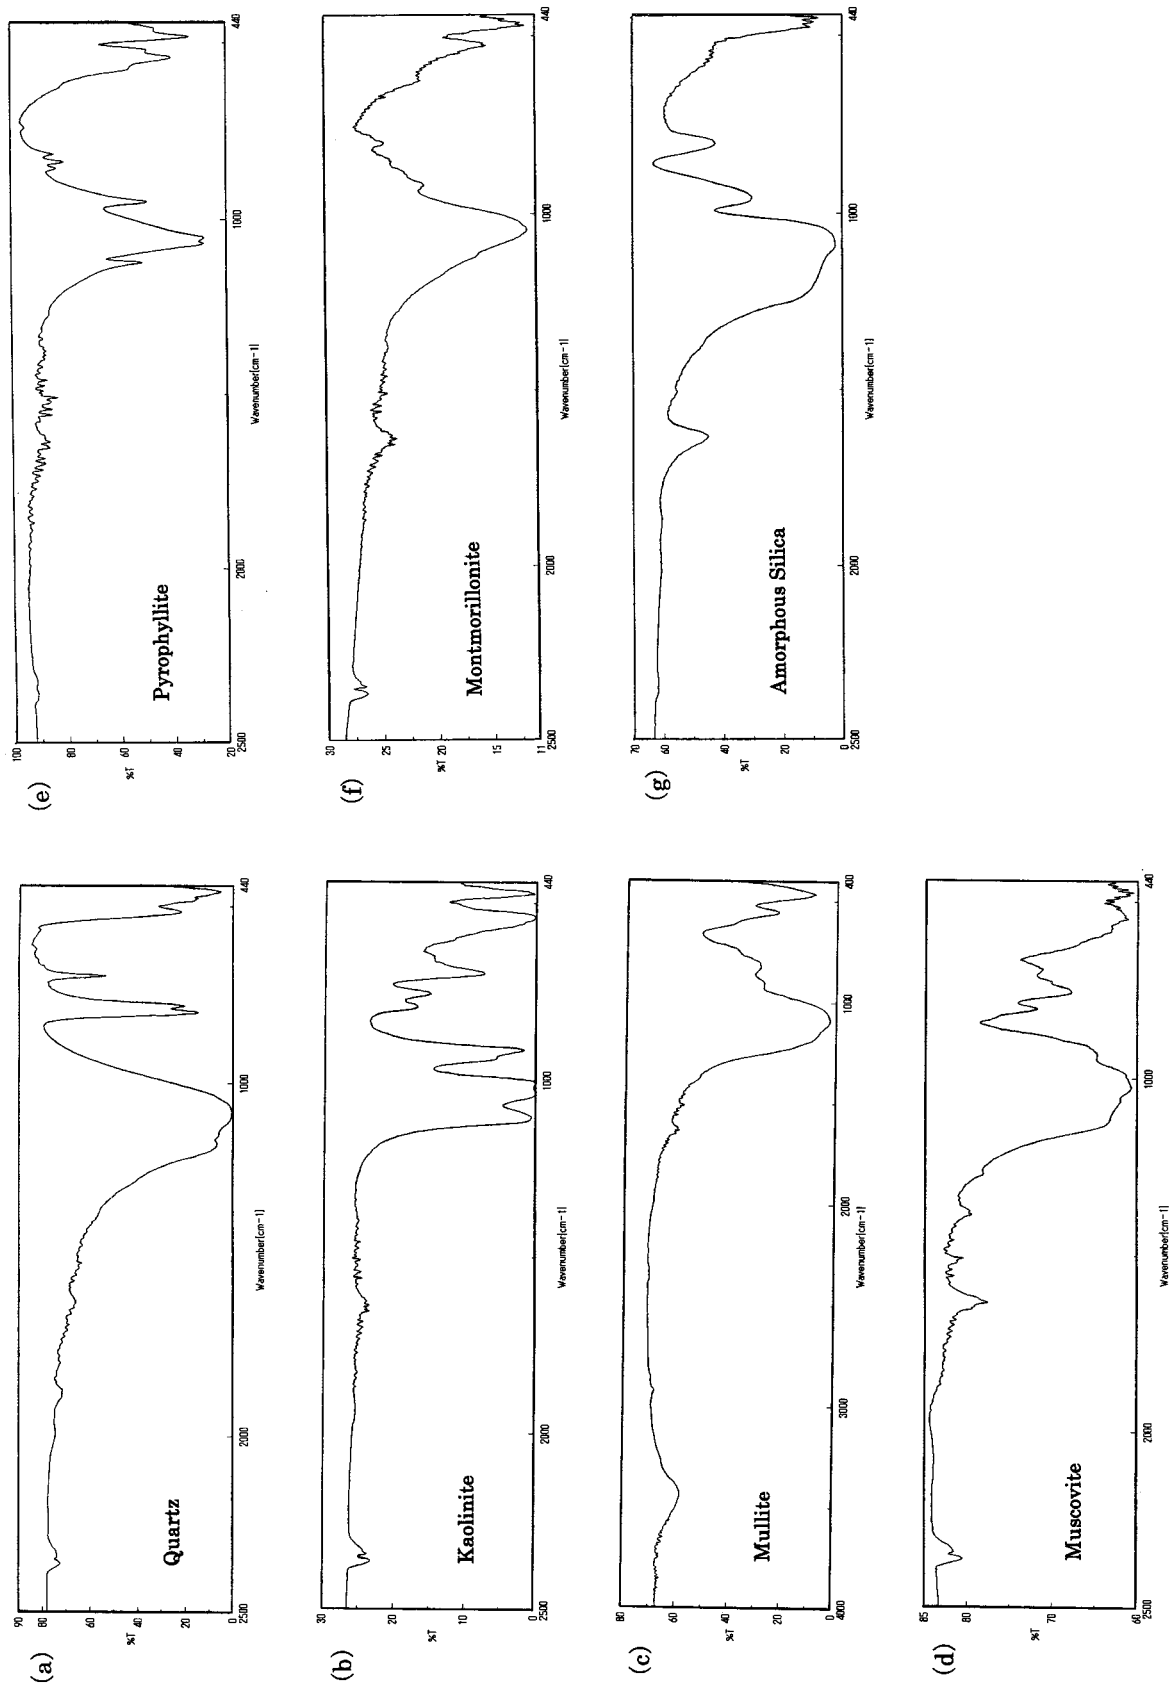 (a)
Quartz
90
80
60
40
20
0
%T
2500
2000
1000
440
Wavenumber[cm-1]
(b)
Kaolinite
30
20
10
0
%T
2500
2000
1000
440
Wavenumber[cm-1]
(c)
Mullite
80
60
40
20
0
%T
4000
3000
2000
1000
400
Wavenumber[cm-1]
(d)
Muscovite
85
80
70
60
%T
2500
2000
1000
440
Wavenumber[cm-1]
(e)
Pyrophyllite
100
80
60
40
20
%T
2500
2000
1000
440
Wavenumber[cm-1]
(f)
Montmorillonite
30
25
20
15
11
%T
2500
2000
1000
440
Wavenumber[cm-1]
(g)
Amorphous Silica
70
60
40
20
0
%T
2500
2000
1000
440
Wavenumber[cm-1]